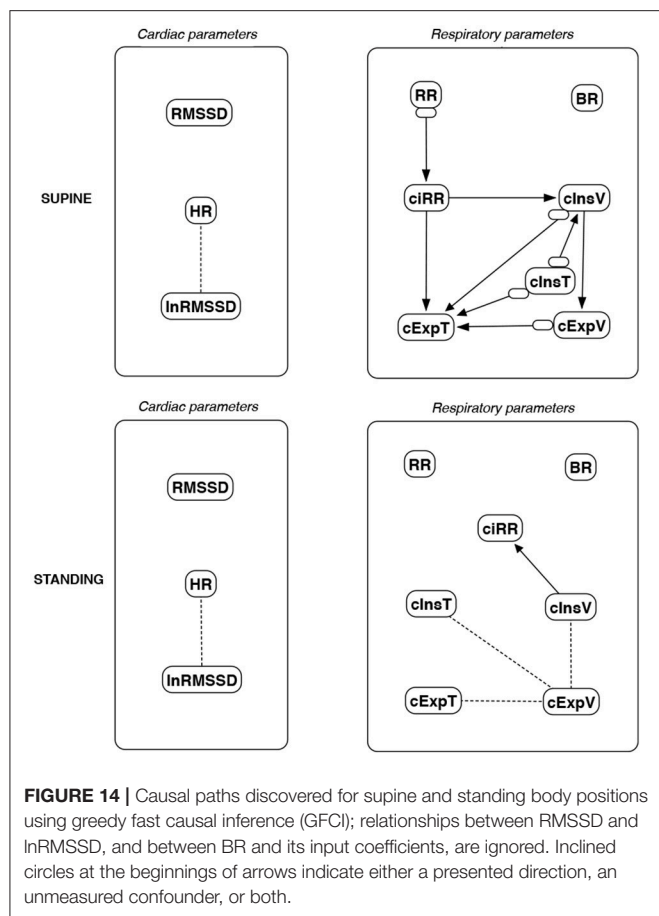 Cardiac parameters
Respiratory parameters
SUPINE
RMSSD
HR
lnRMSSD
RR
BR
ciRR
cInsV
cInsT
cExpT
cExpV
Cardiac parameters
Respiratory parameters
STANDING
RMSSD
HR
lnRMSSD
RR
BR
ciRR
cInsT
cInsV
cExpT
cExpV
FIGURE 14 | Causal paths discovered for supine and standing body positions
using greedy fast causal inference (GFCI); relationships between RMSSD and
lnRMSSD, and between BR and its input coefficients, are ignored. Inclined
circles at the beginnings of arrows indicate either a presented direction, an
unmeasured confounder, or both.